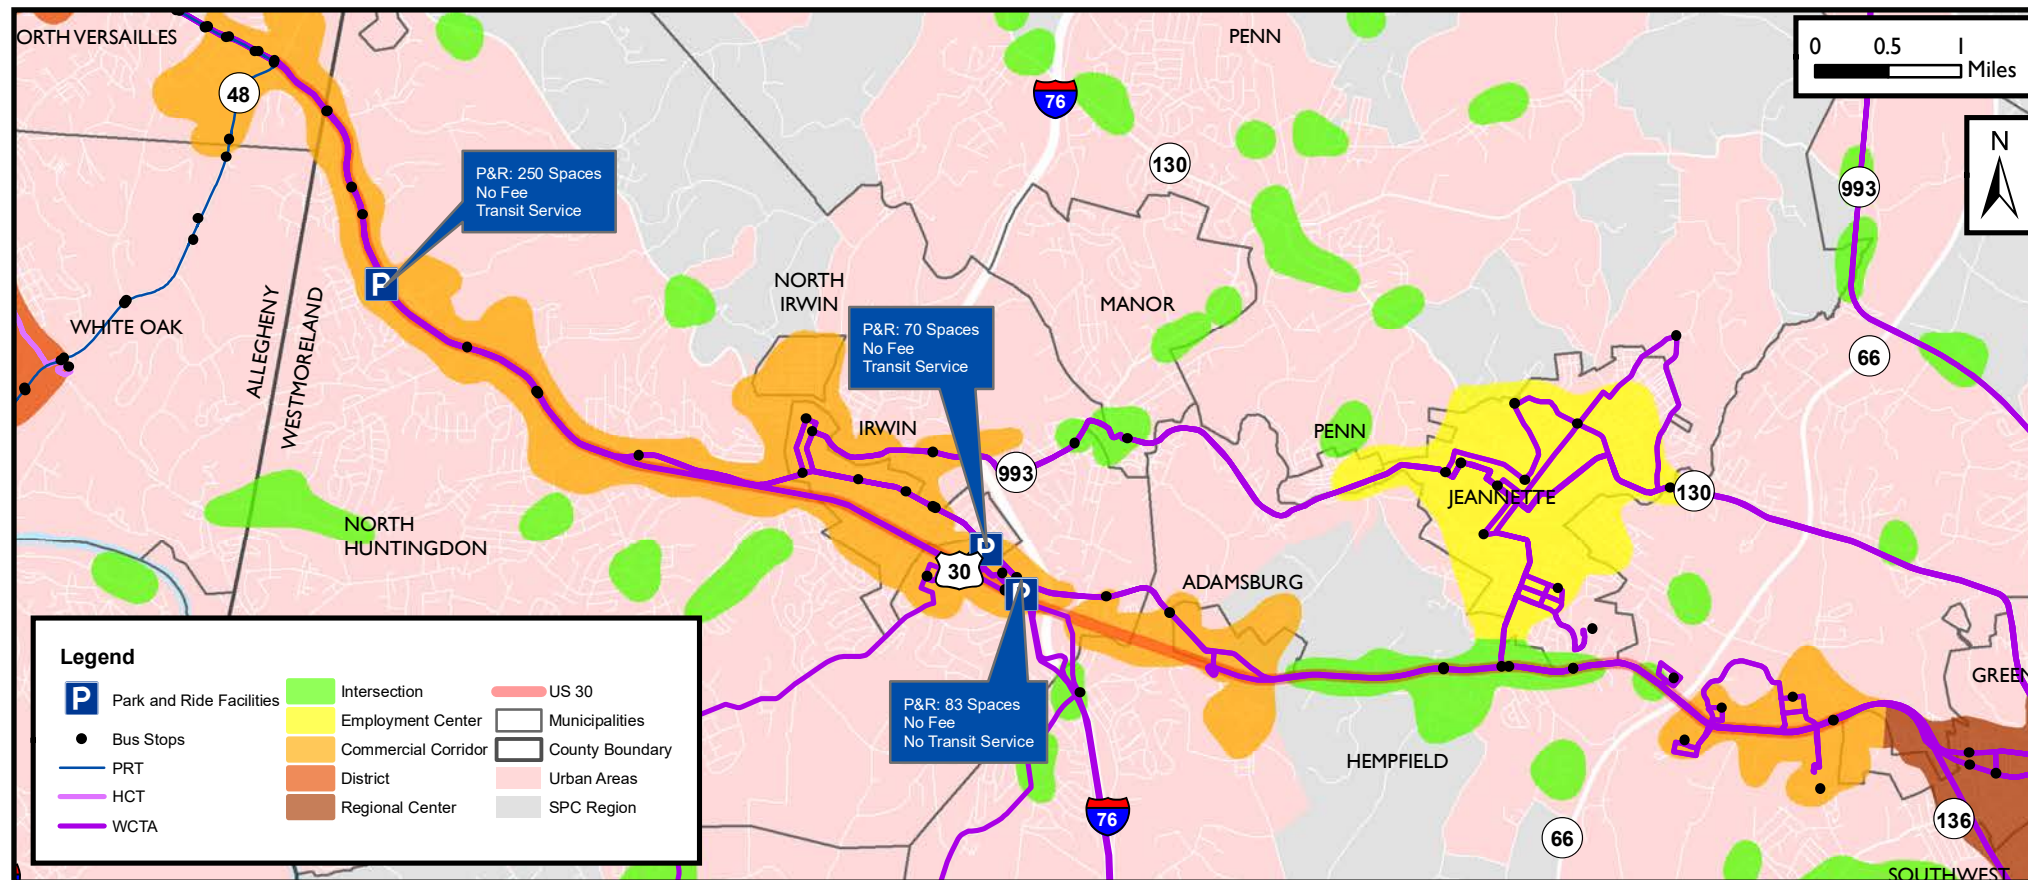 ORTH VERSAILLES
PENN
0 0.5 1
Miles
48
76
130
N
993
P&R: 250 Spaces
No Fee
Transit Service
P
NORTH
IRWIN
MANOR
ALLEGHENY
WESTMORELAND
WHITE OAK
P&R: 70 Spaces
No Fee
Transit Service
66
IRWIN
PENN
993
JEANNETTE
130
NORTH
HUNTINGDON
P
30
P
ADAMSBURG
P&R: 83 Spaces
No Fee
No Transit Service
HEMPFIELD
GREEN
76
66
136
SOUTHWEST
Legend
P Park and Ride Facilities
Bus Stops
PRT
HCT
WCTA
Intersection
Employment Center
Commercial Corridor
District
Regional Center
US 30
Municipalities
County Boundary
Urban Areas
SPC Region